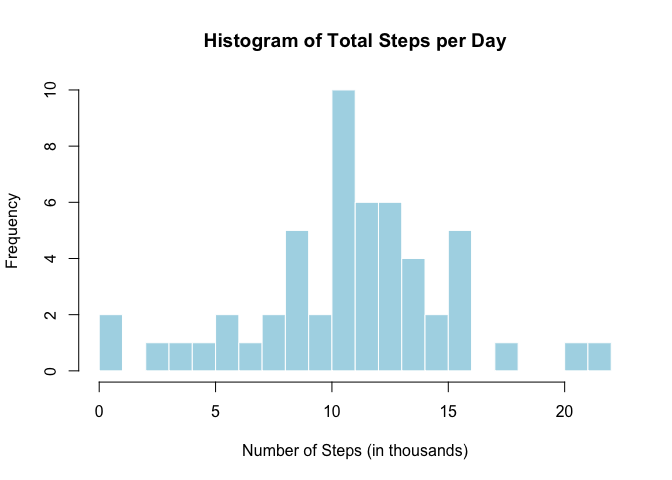 Histogram of Total Steps per Day
Frequency
10
8
6
4
2
0
0 5 10 15 20
Number of Steps (in thousands)